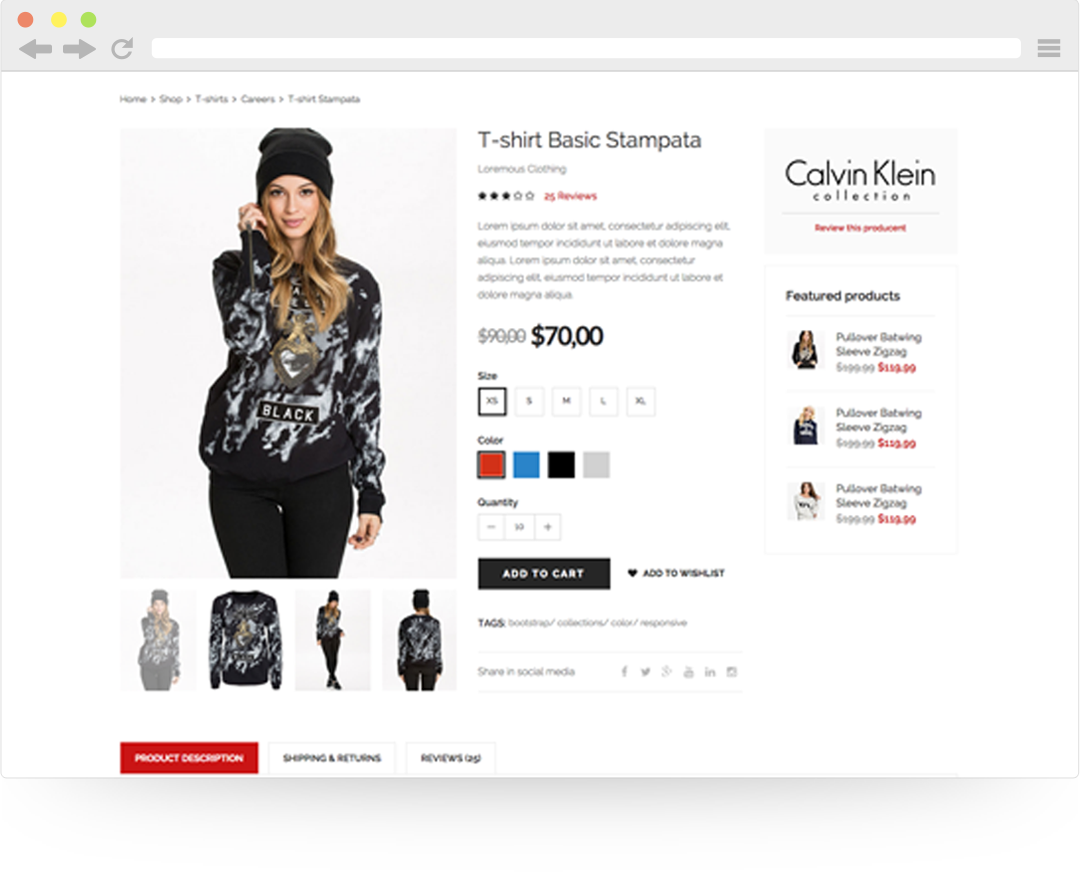 Home > Shop > T-shirts > Careers > T-shirt Stampata
T-shirt Basic Stampata
Loremous Clothing
25 Reviews
Lorem ipsum dolor sit amet, consectetur adipiscing elit,
eiusmod tempor incididunt ut labore et dolore magna
aliqua. Lorem ipsum dolor sit amet, consectetur
adipiscing elit, eiusmod tempor incididunt ut labore et
dolore magna aliqua.
$90,00 $70,00
Size
XS S M L XL
Color
Quantity
− 10 +
ADD TO CART
ADD TO WISHLIST
TAGS: bootstrap/ collections/ color/ responsive
Share in social media
BLACK
Calvin Klein
collection
Review this producent
Featured products
Pullover Batwing
Sleeve Zigzag
$199.99 $119.99
Pullover Batwing
Sleeve Zigzag
$199.99 $119.99
Pullover Batwing
Sleeve Zigzag
$199.99 $119.99
PRODUCT DESCRIPTION
SHIPPING & RETURNS
REVIEWS (25)